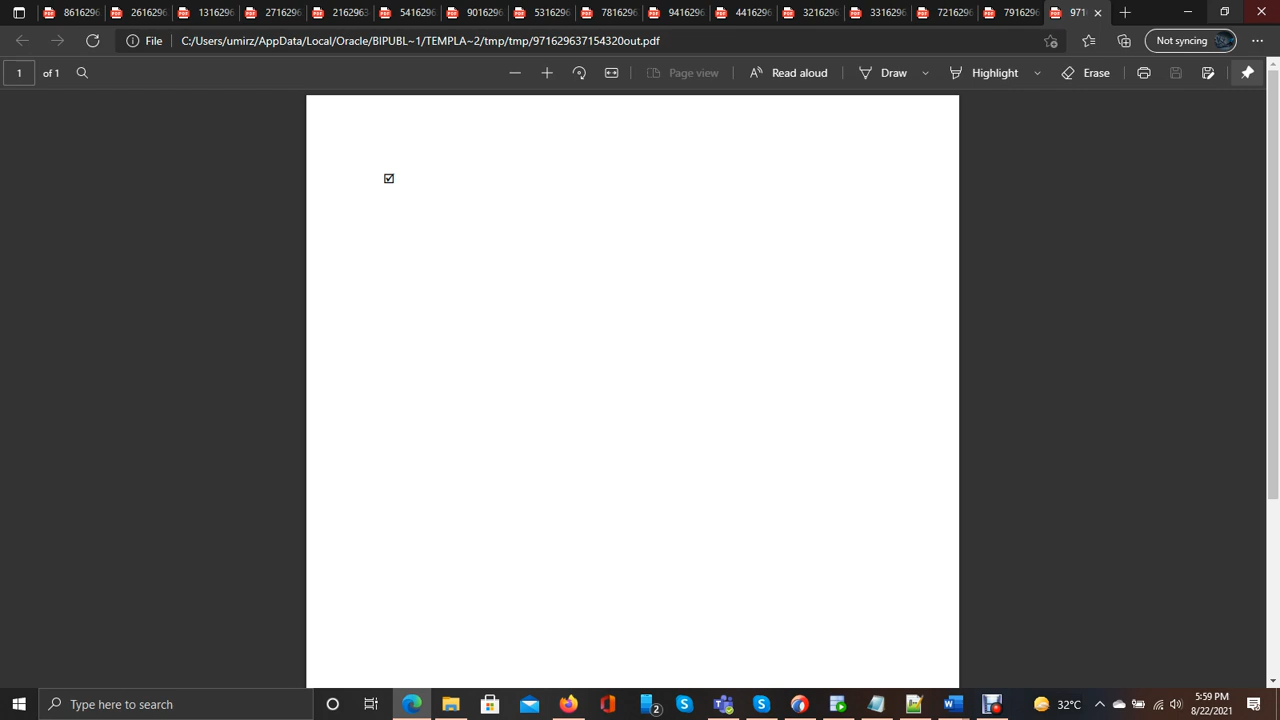 8616296 2616296 1316296 2716296 2162963 5416296 9016296 5316296 7816296 9416296 4416296 3216296 3316296 7216296 7916296 971
File C:/Users/umirz/AppData/Local/Oracle/BIPUBL~1/TEMPLA~2/tmp/tmp/971629637154320out.pdf Not syncing
1 of 1 Page view Read aloud Draw Highlight Erase
☑
Type here to search 2 32°C 5:59 PM
8/22/2021